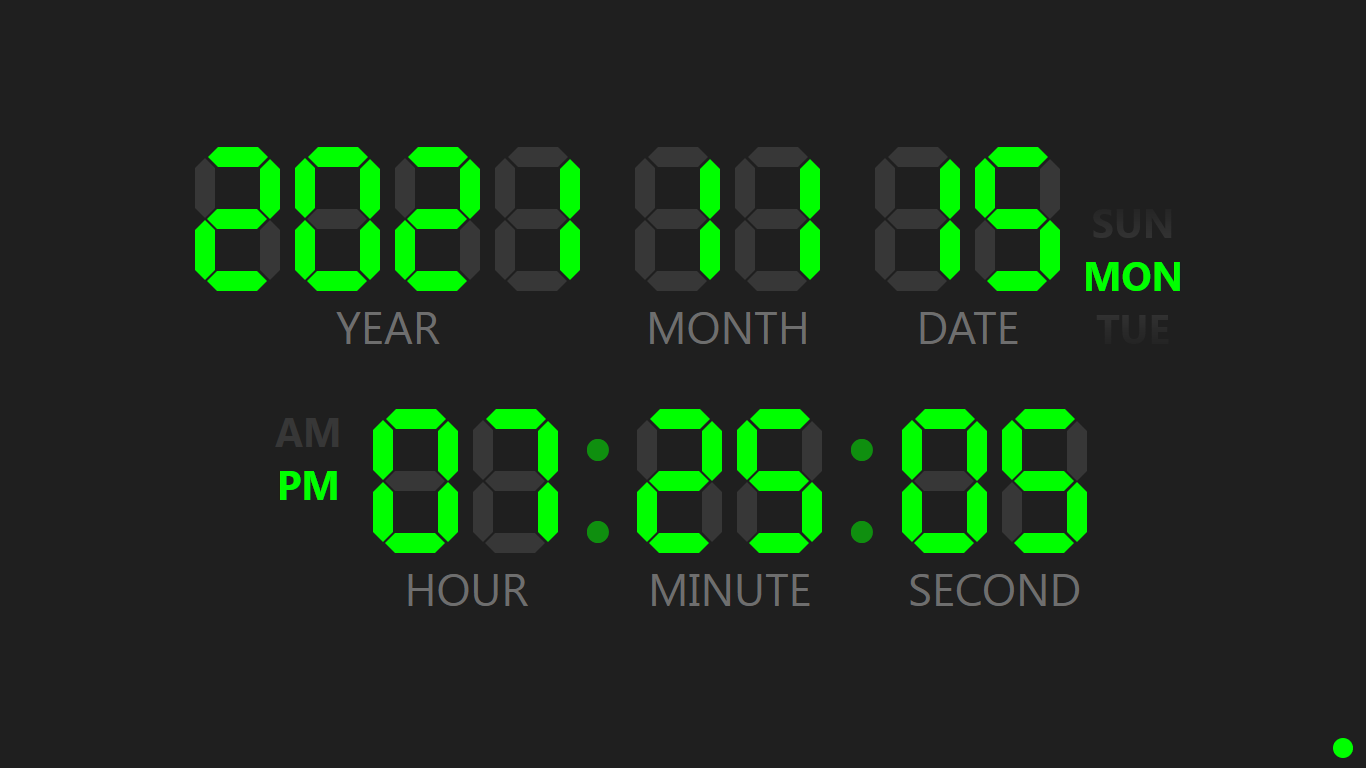 2021 11 15
SUN
MON
TUE
YEAR MONTH DATE
AM
PM
07:25:05
HOUR MINUTE SECOND